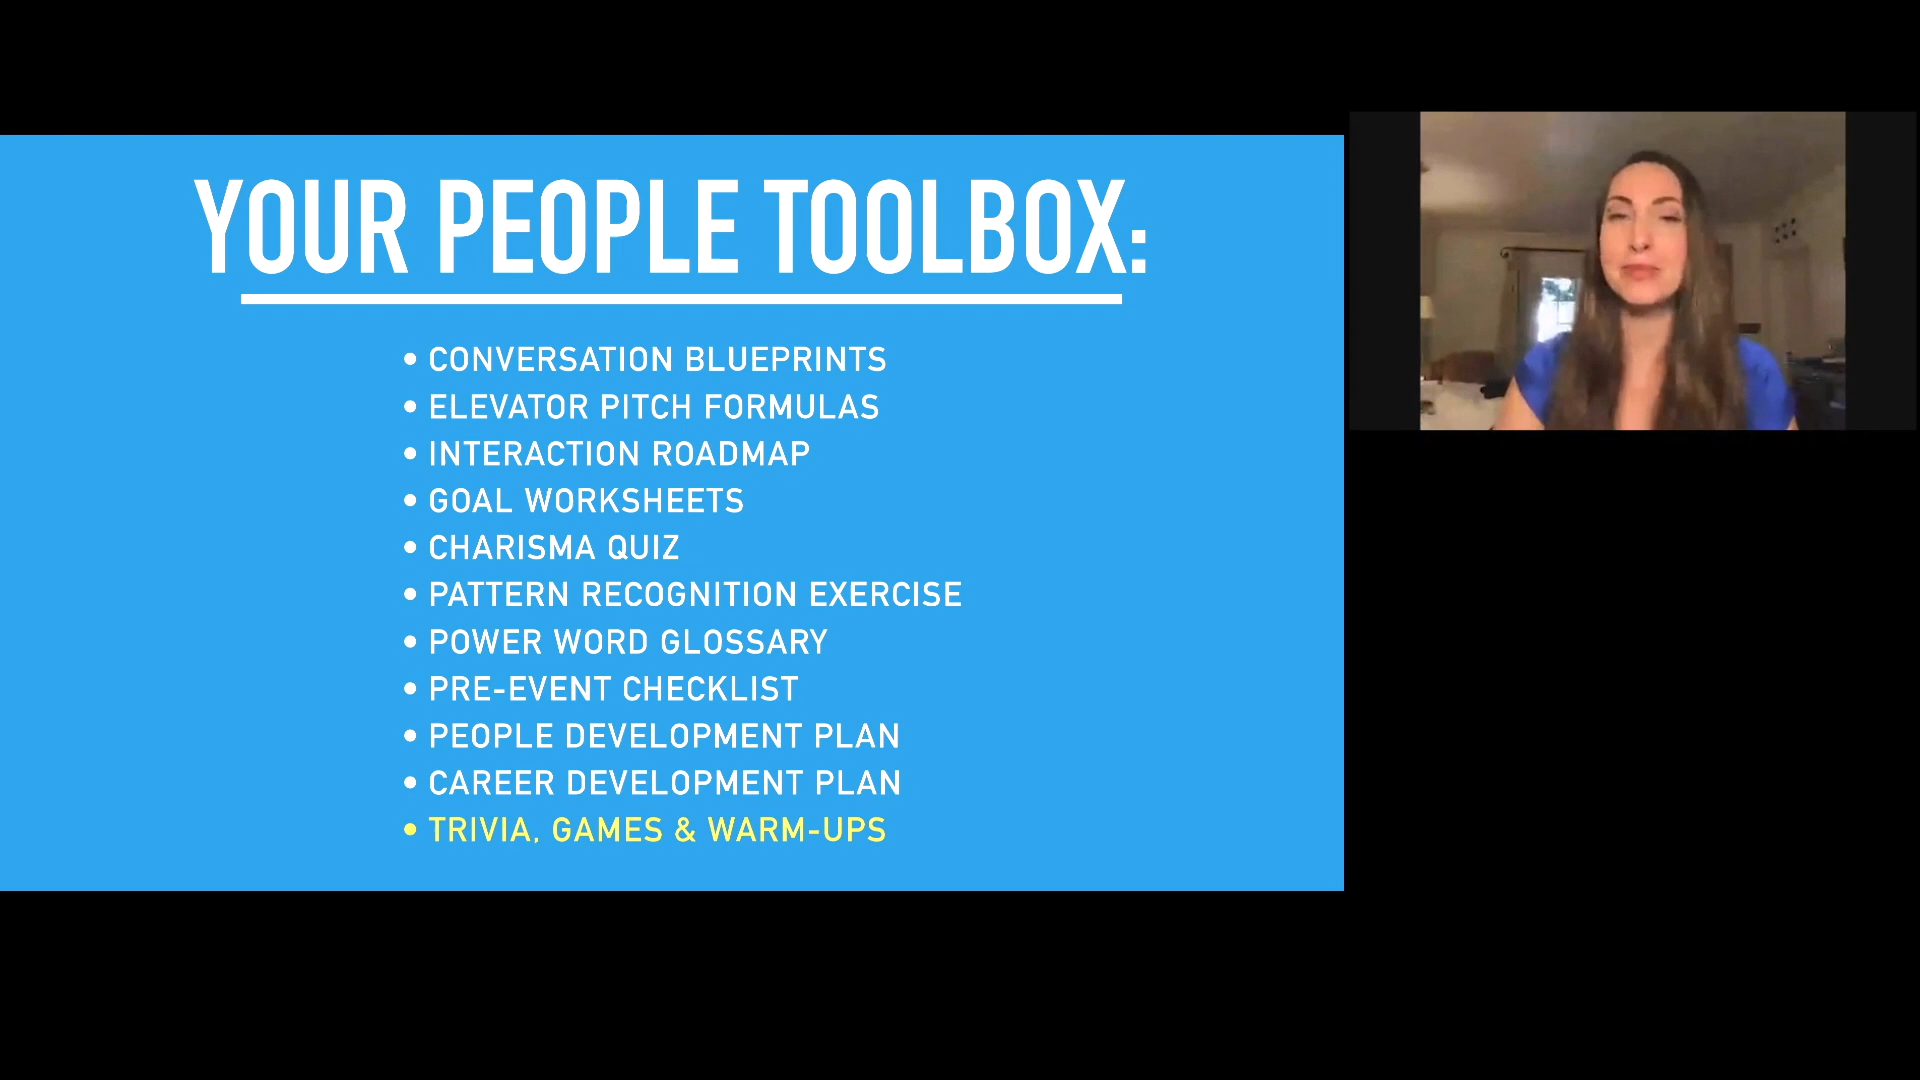 YOUR PEOPLE TOOLBOX:
• CONVERSATION BLUEPRINTS
• ELEVATOR PITCH FORMULAS
• INTERACTION ROADMAP
• GOAL WORKSHEETS
• CHARISMA QUIZ
• PATTERN RECOGNITION EXERCISE
• POWER WORD GLOSSARY
• PRE-EVENT CHECKLIST
• PEOPLE DEVELOPMENT PLAN
• CAREER DEVELOPMENT PLAN
• TRIVIA, GAMES & WARM-UPS